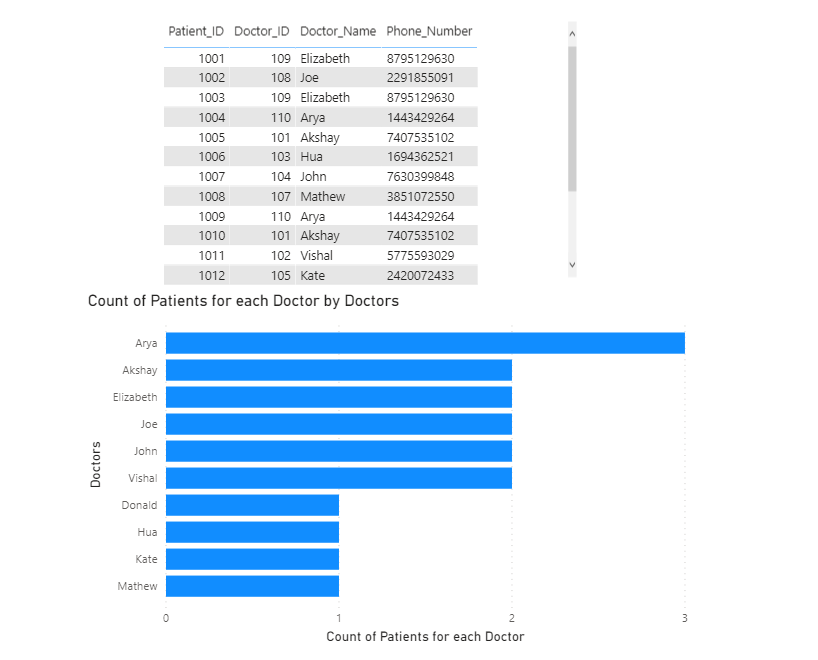 Patient_ID Doctor_ID Doctor_Name Phone_Number
1001 109 Elizabeth 8795129630
1002 108 Joe 2291855091
1003 109 Elizabeth 8795129630
1004 110 Arya 1443429264
1005 101 Akshay 7407535102
1006 103 Hua 1694362521
1007 104 John 7630399848
1008 107 Mathew 3851072550
1009 110 Arya 1443429264
1010 101 Akshay 7407535102
1011 102 Vishal 5775593029
1012 105 Kate 2420072433
Count of Patients for each Doctor by Doctors
Doctors
Arya
Akshay
Elizabeth
Joe
John
Vishal
Donald
Hua
Kate
Mathew
0 1 2 3
Count of Patients for each Doctor